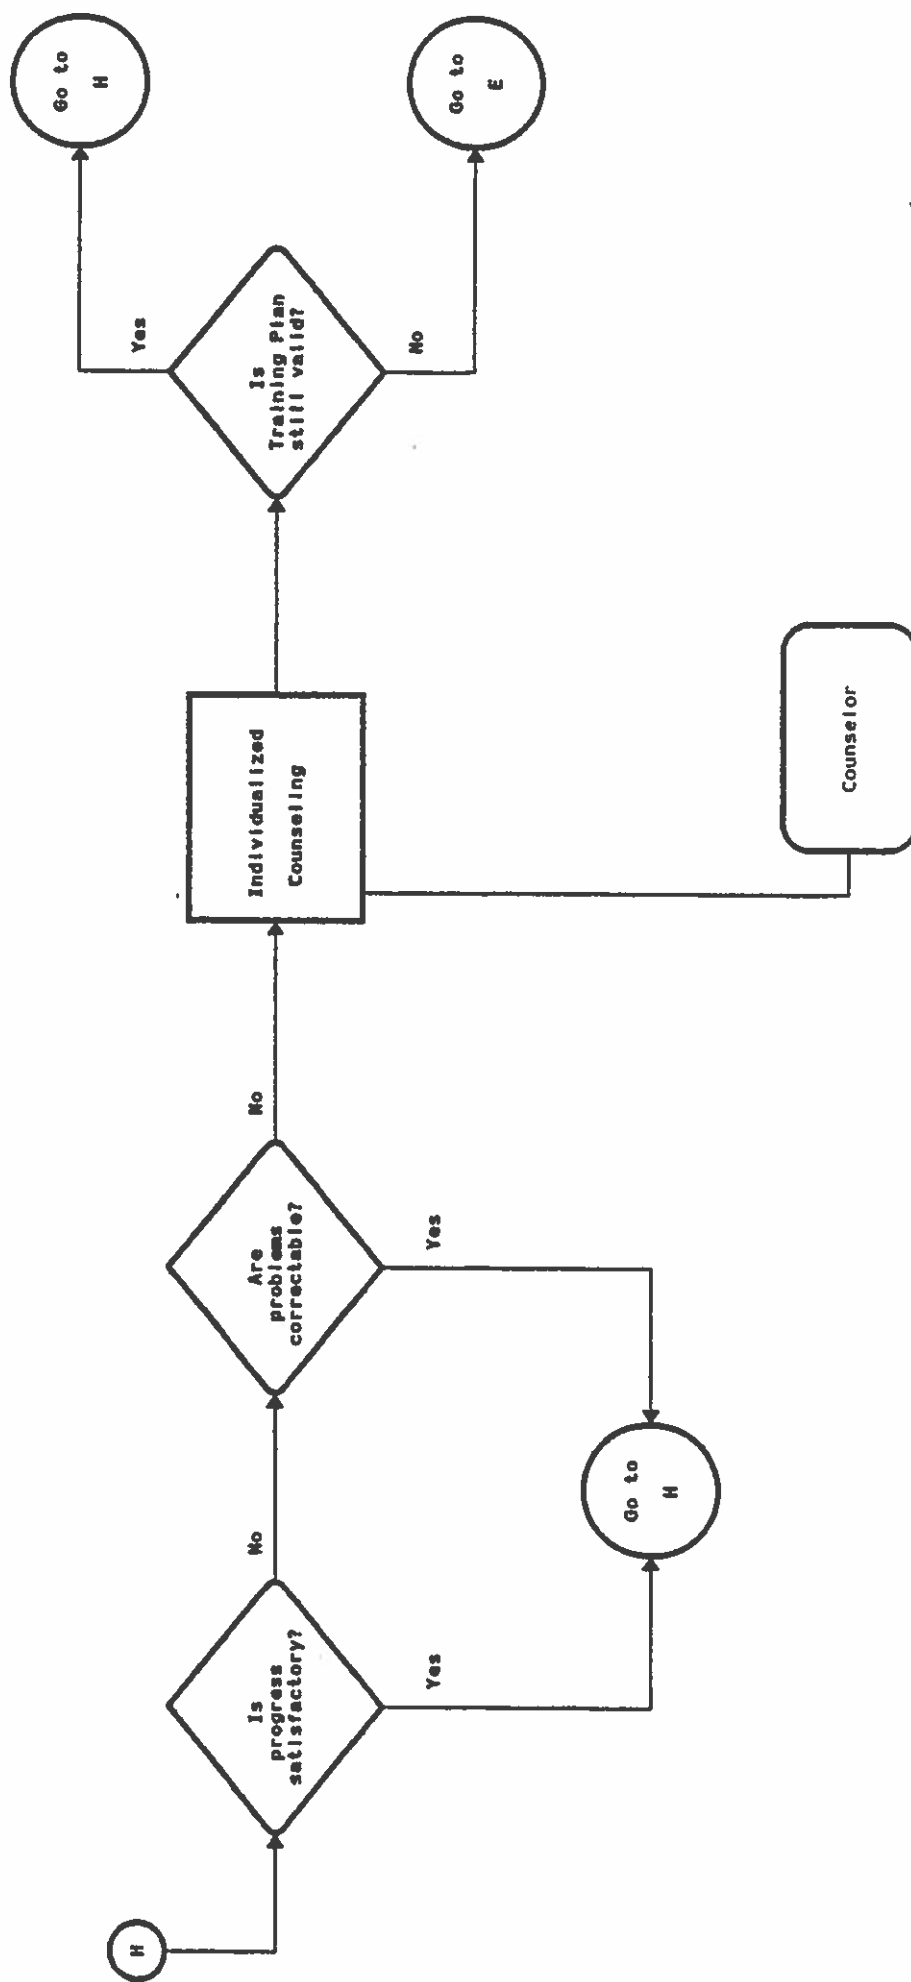 H
Is
progress
satisfactory?
No
Yes
Are
problems
correctable?
No
Yes
Go to
H
Individualized
Counseling
Counselor
Is
Training Plan
still valid?
Yes
No
Go to
H
Go to
E